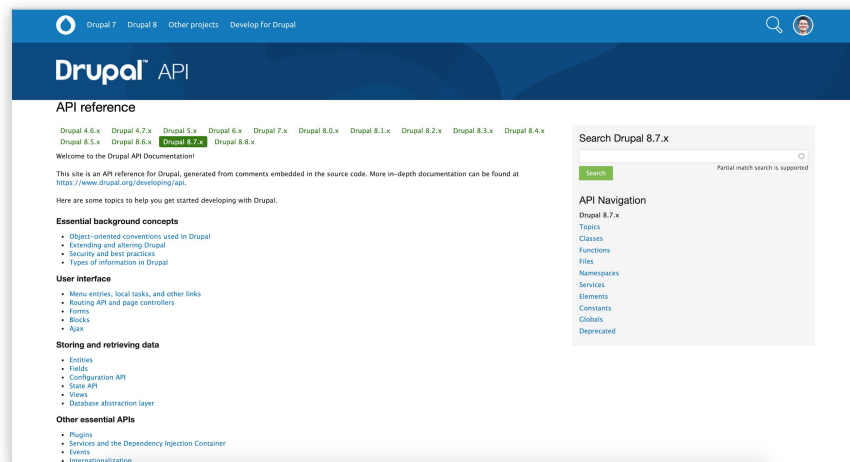 Drupal 7 Drupal 8 Other projects Develop for Drupal
Drupal™ API
API reference
Drupal 4.6.x Drupal 4.7.x Drupal 5.x Drupal 6.x Drupal 7.x Drupal 8.0.x Drupal 8.1.x Drupal 8.2.x Drupal 8.3.x Drupal 8.4.x
Drupal 8.5.x Drupal 8.6.x Drupal 8.7.x Drupal 8.8.x
Welcome to the Drupal API Documentation!
This site is an API reference for Drupal, generated from comments embedded in the source code. More in-depth documentation can be found at
https://www.drupal.org/developing/api.
Here are some topics to help you get started developing with Drupal.
Essential background concepts
• Object-oriented conventions used in Drupal
• Extending and altering Drupal
• Security and best practices
• Types of information in Drupal
User interface
• Menu entries, local tasks, and other links
• Routing API and page controllers
• Forms
• Blocks
• Ajax
Storing and retrieving data
• Entities
• Fields
• Configuration API
• State API
• Views
• Database abstraction layer
Other essential APIs
• Plugins
• Services and the Dependency Injection Container
• Events
• Internationalization
Search Drupal 8.7.x
Partial match search is supported
Search
API Navigation
Drupal 8.7.x
Topics
Classes
Functions
Files
Namespaces
Services
Elements
Constants
Globals
Deprecated